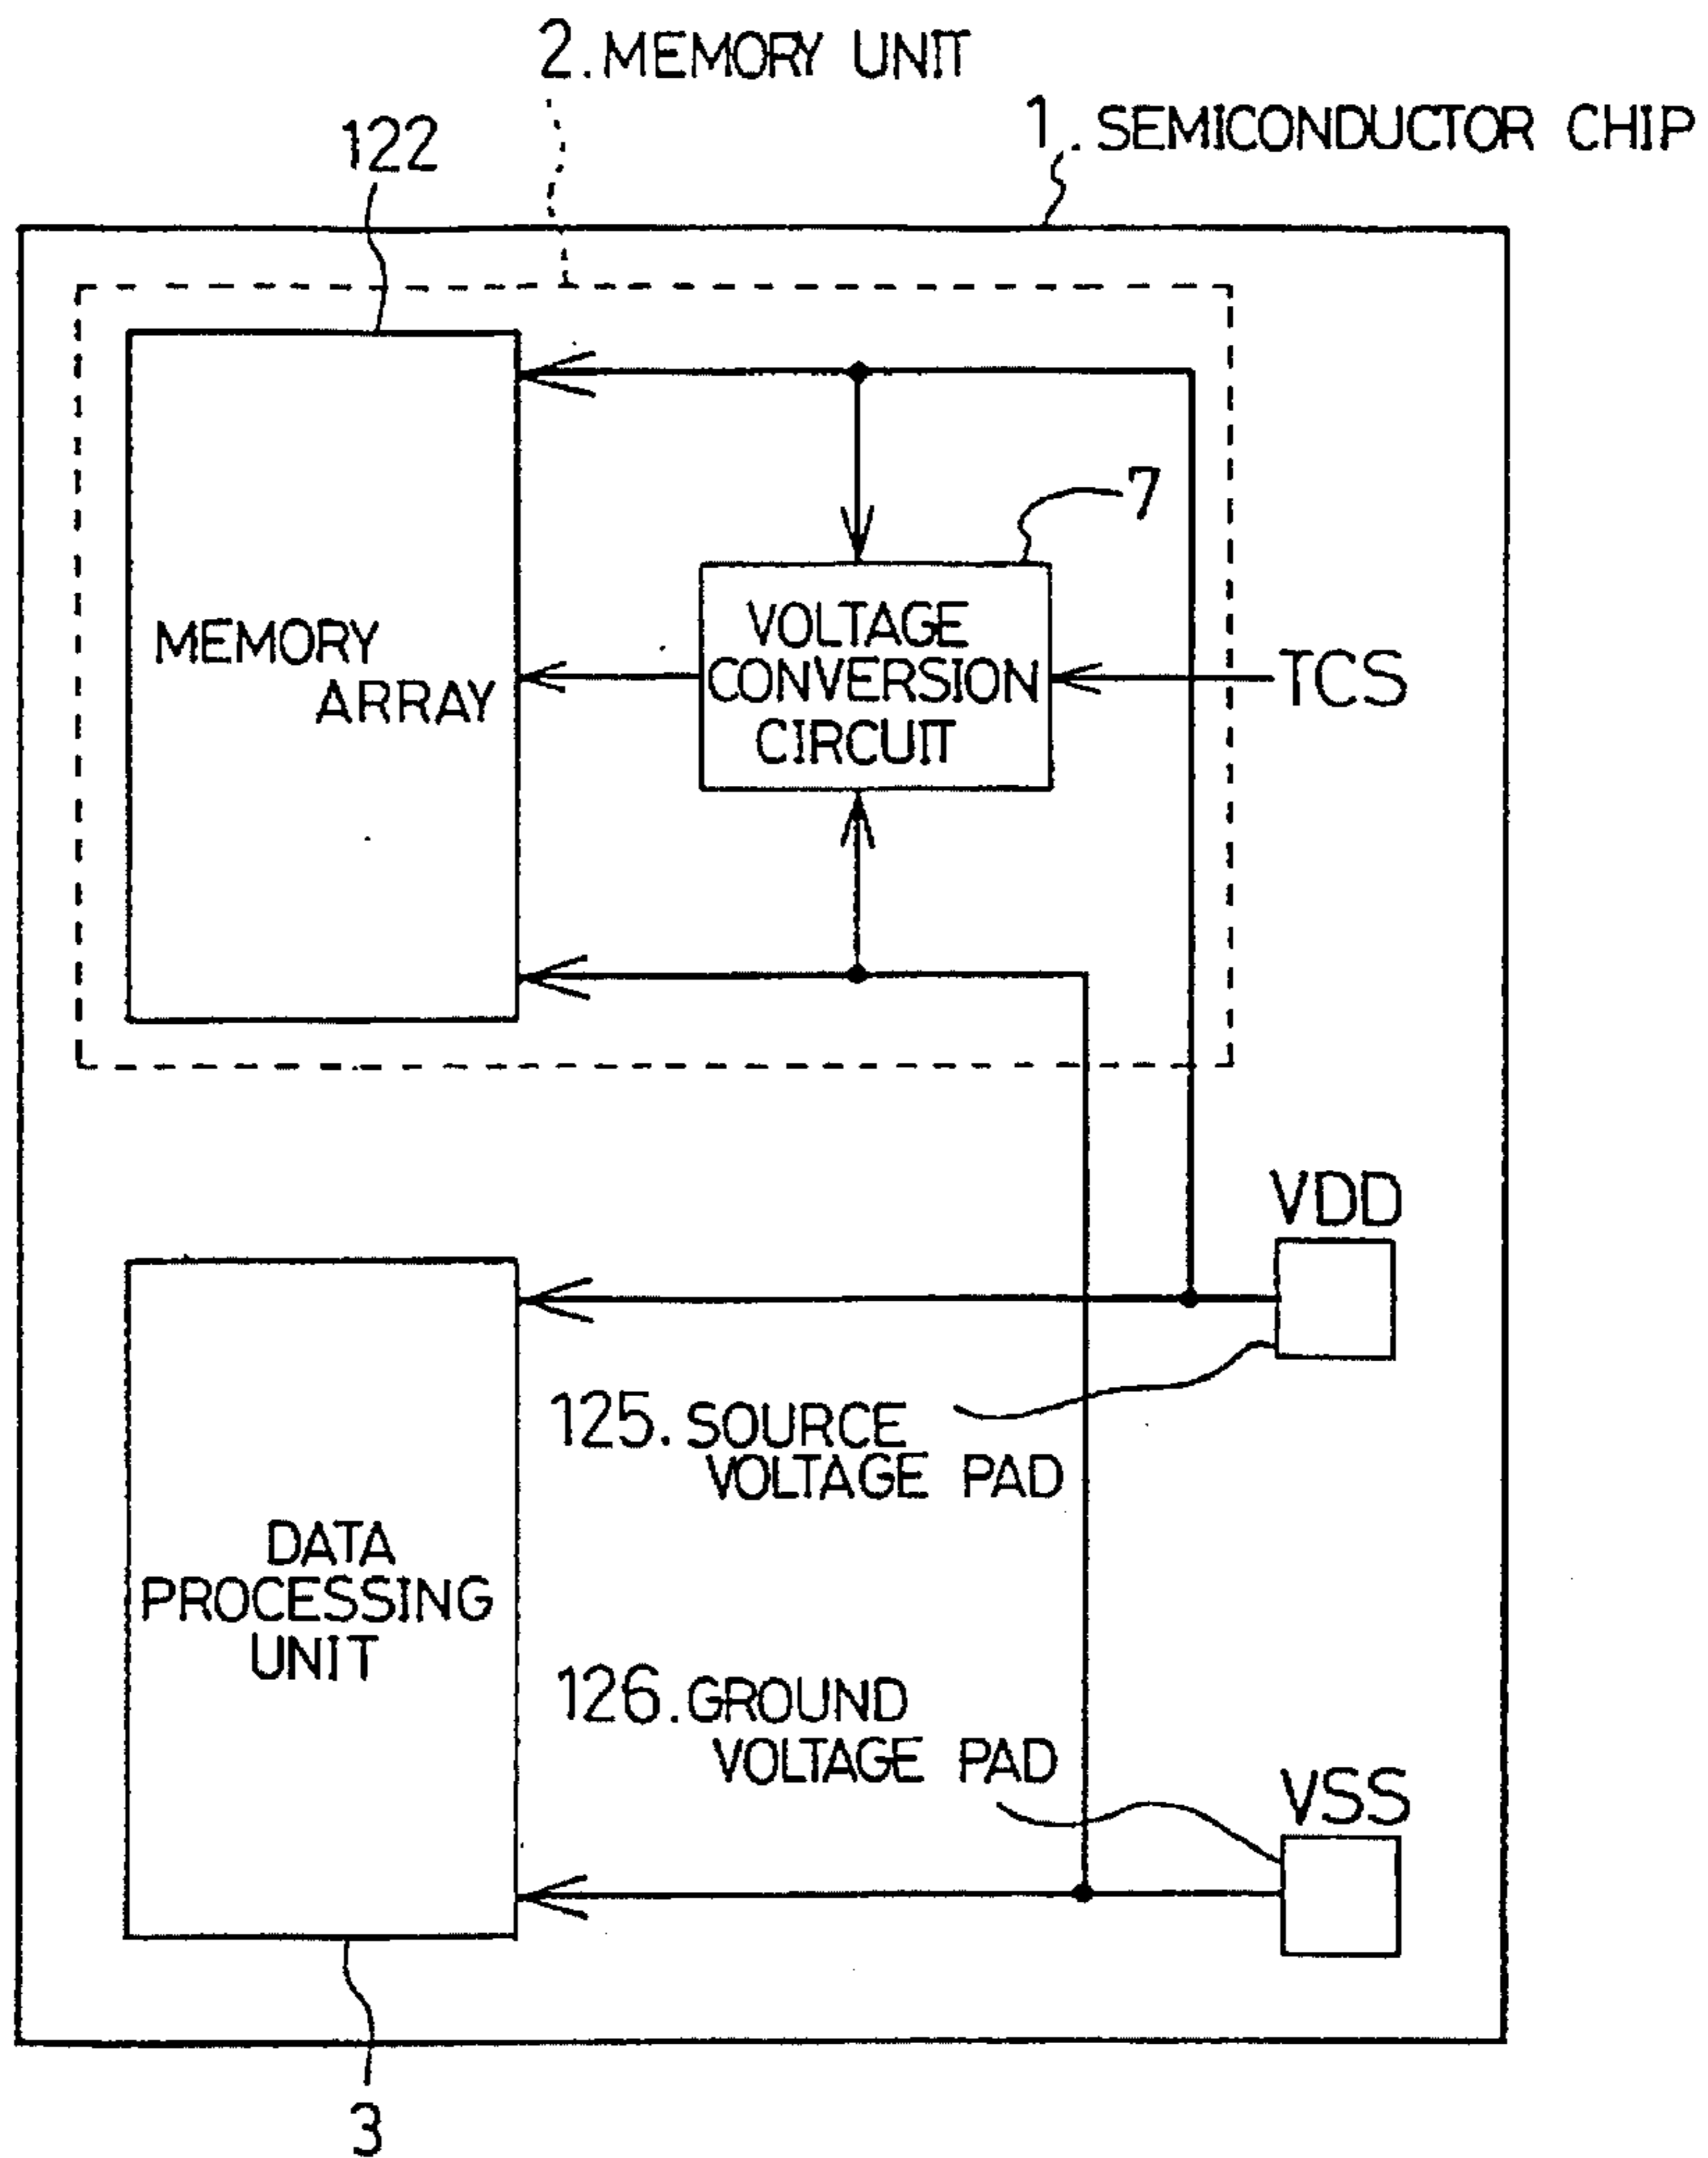 2. MEMORY UNIT
1. SEMICONDUCTOR CHIP
122
7
MEMORY
ARRAY
VOLTAGE
CONVERSION
CIRCUIT
TCS
VDD
125. SOURCE
VOLTAGE PAD
DATA
PROCESSING
UNIT
126. GROUND
VOLTAGE PAD
VSS
3